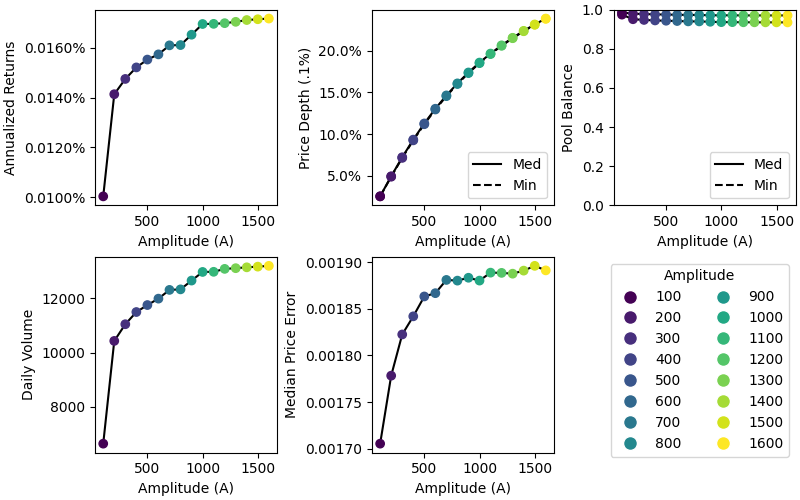 0.0160%
0.0140%
0.0120%
0.0100%
Annualized Returns
500 1000 1500
Amplitude (A)
20.0%
15.0%
10.0%
5.0%
Price Depth (.1%)
Med
Min
500 1000 1500
Amplitude (A)
1.0
0.8
0.6
0.4
0.2
0.0
Pool Balance
Med
Min
500 1000 1500
Amplitude (A)
12000
10000
8000
Daily Volume
500 1000 1500
Amplitude (A)
0.00190
0.00185
0.00180
0.00175
0.00170
Median Price Error
500 1000 1500
Amplitude (A)
Amplitude
100 900
200 1000
300 1100
400 1200
500 1300
600 1400
700 1500
800 1600